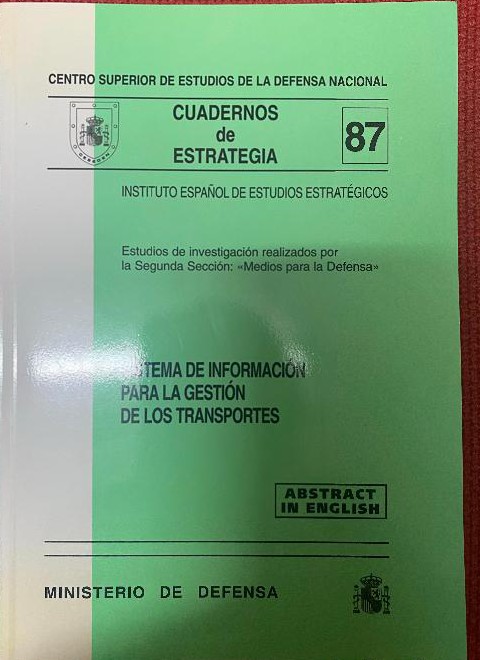 CENTRO SUPERIOR DE ESTUDIOS DE LA DEFENSA NACIONAL
CUADERNOS
de
ESTRATEGIA
87
INSTITUTO ESPAÑOL DE ESTUDIOS ESTRATÉGICOS
Estudios de investigación realizados por
la Segunda Sección: «Medios para la Defensa»
SISTEMA DE INFORMACIÓN
PARA LA GESTIÓN
DE LOS TRANSPORTES
ABSTRACT
IN ENGLISH
MINISTERIO DE DEFENSA